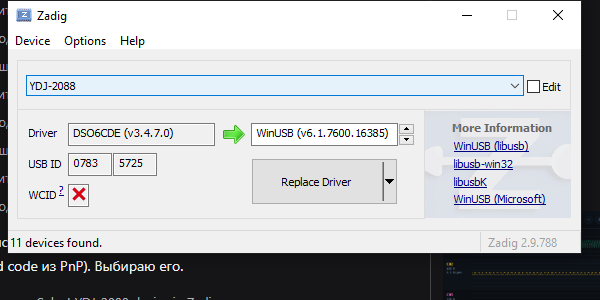 Zadig
Device Options Help
YDJ-2088
Edit
Driver DSO6CDE (v3.4.7.0) WinUSB (v6.1.7600.16385)
USB ID 0783 5725
WCID ?
Replace Driver
More Information
WinUSB (libusb)
libusb-win32
libusbK
WinUSB (Microsoft)
11 devices found.
Zadig 2.9.788
d code из PnP). Выбираю его.